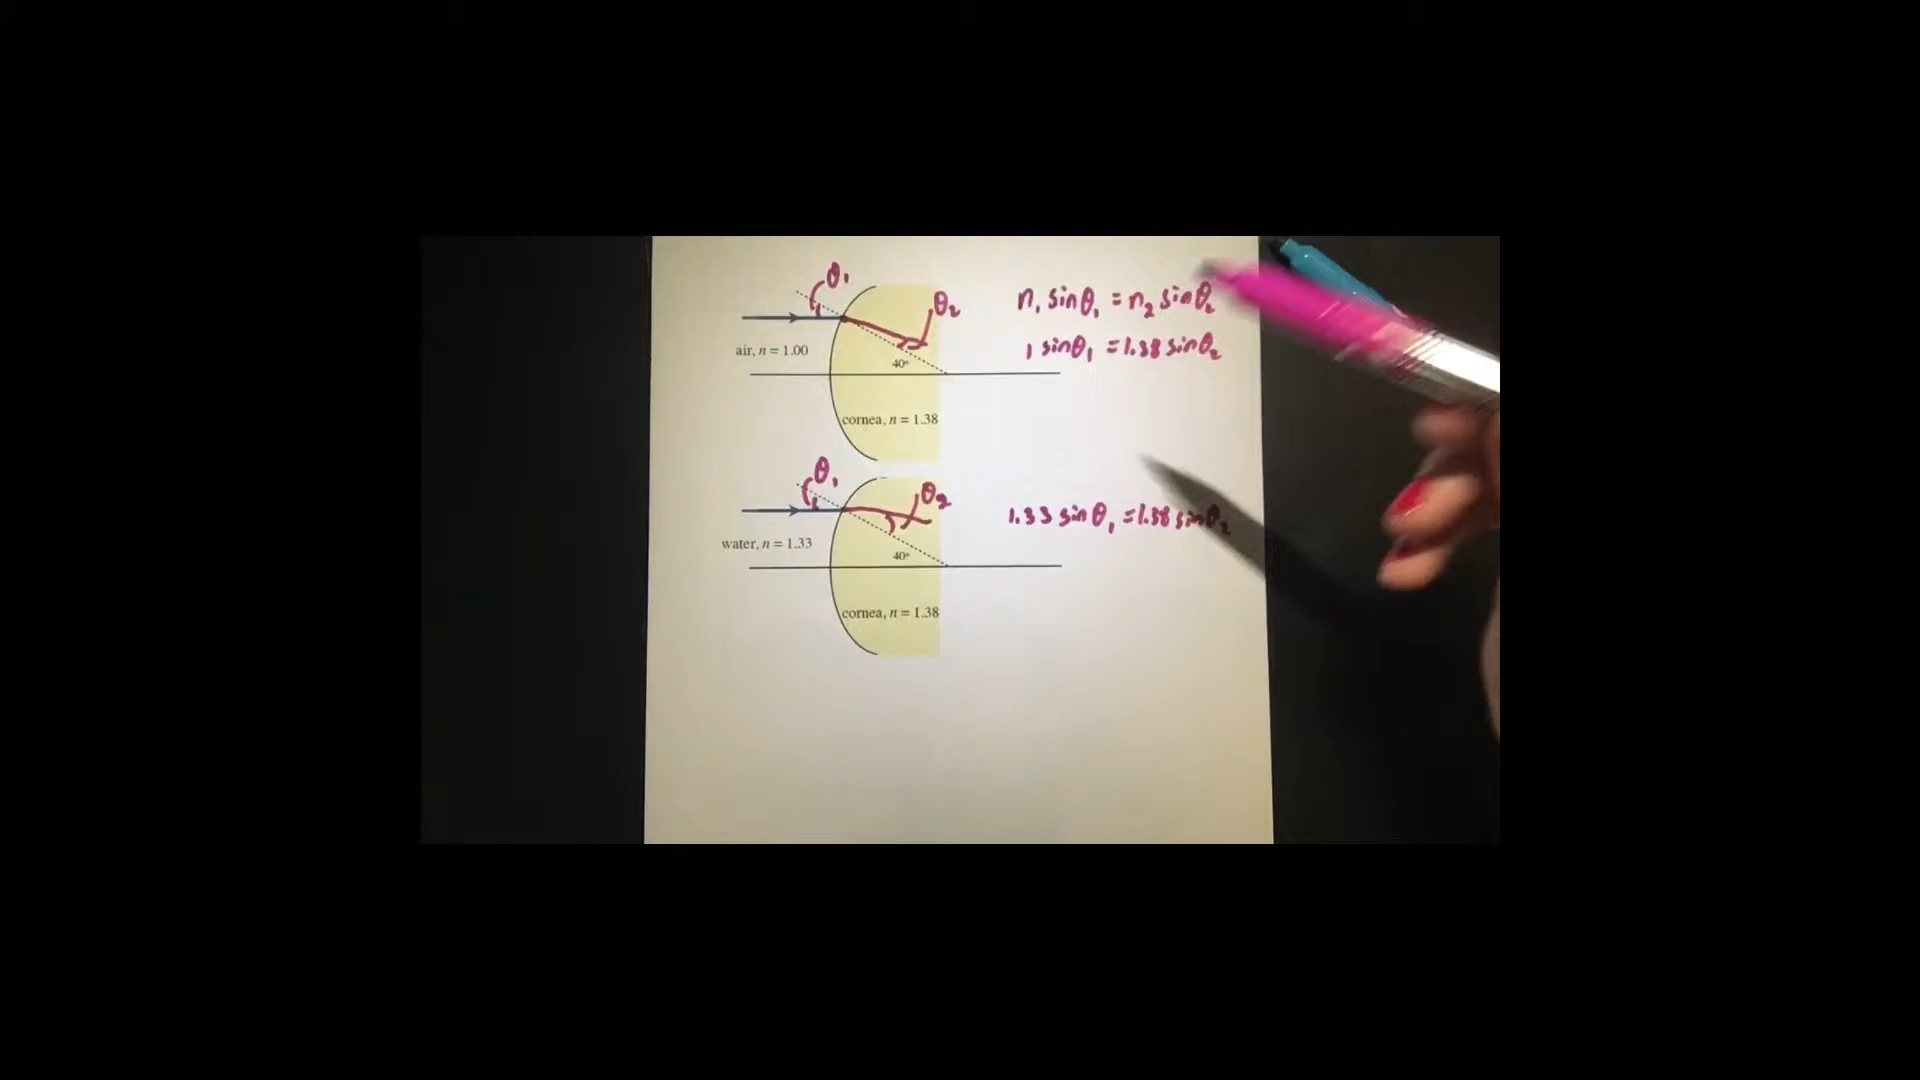 θ₁
θ₂
n₁ sinθ₁ = n₂ sinθ₂
1 sinθ₁ = 1.38 sinθ₂
air, n = 1.00
40°
cornea, n = 1.38
θ₁
θ₂
1.33 sinθ₁ = 1.38 sinθ₂
water, n = 1.33
40°
cornea, n = 1.38